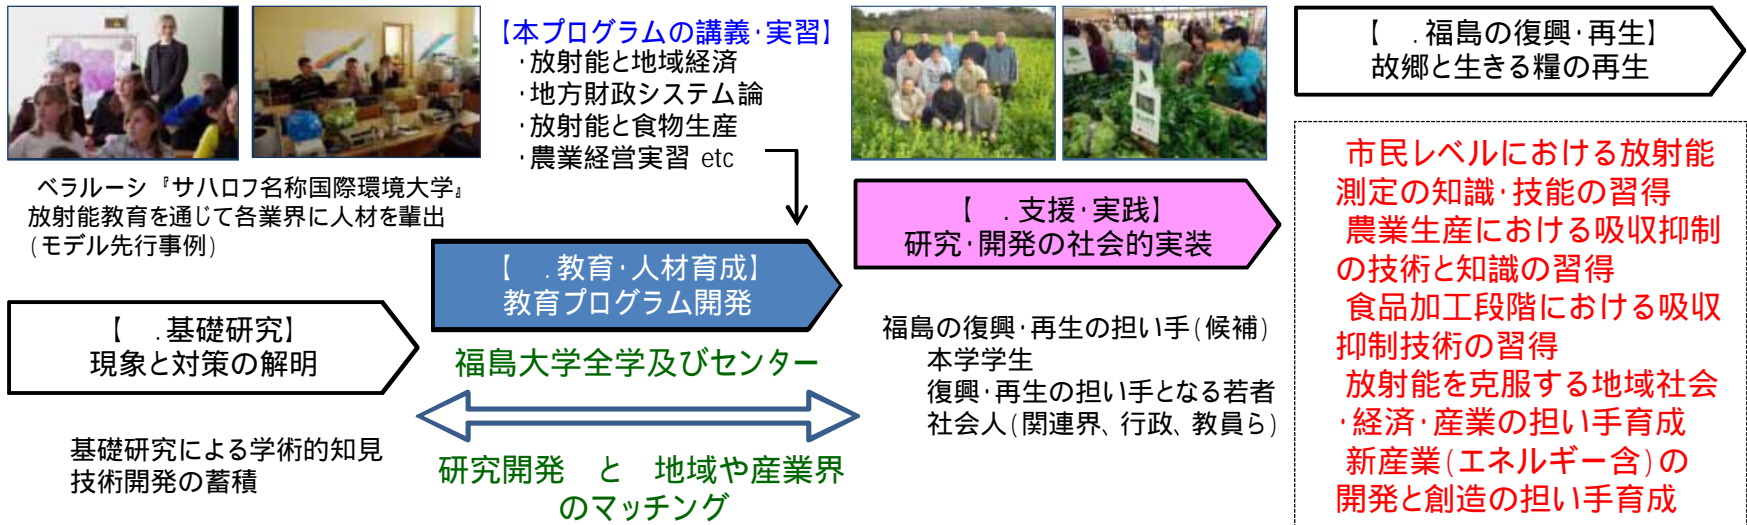 【本プログラムの講義・実習】
・放射能と地域経済
・地方財政システム論
・放射能と食物生産
・農業経営実習 etc
ベラルーシ『サハロフ名称国際環境大学』
放射能教育を通じて各業界に人材を輩出
(モデル先行事例)
【 .基礎研究】
現象と対策の解明
基礎研究による学術的知見
技術開発の蓄積
【 .教育・人材育成】
教育プログラム開発
福島大学全学及びセンター
研究開発 と 地域や産業界
のマッチング
【 .支援・実践】
研究・開発の社会的実装
福島の復興・再生の担い手(候補)
本学学生
復興・再生の担い手となる若者
社会人(関連界、行政、教員ら)
【 .福島の復興・再生】
故郷と生きる糧の再生
市民レベルにおける放射能
測定の知識・技能の習得
農業生産における吸収抑制
の技術と知識の習得
食品加工段階における吸収
抑制技術の習得
放射能を克服する地域社会
・経済・産業の担い手育成
新産業(エネルギー含)の
開発と創造の担い手育成